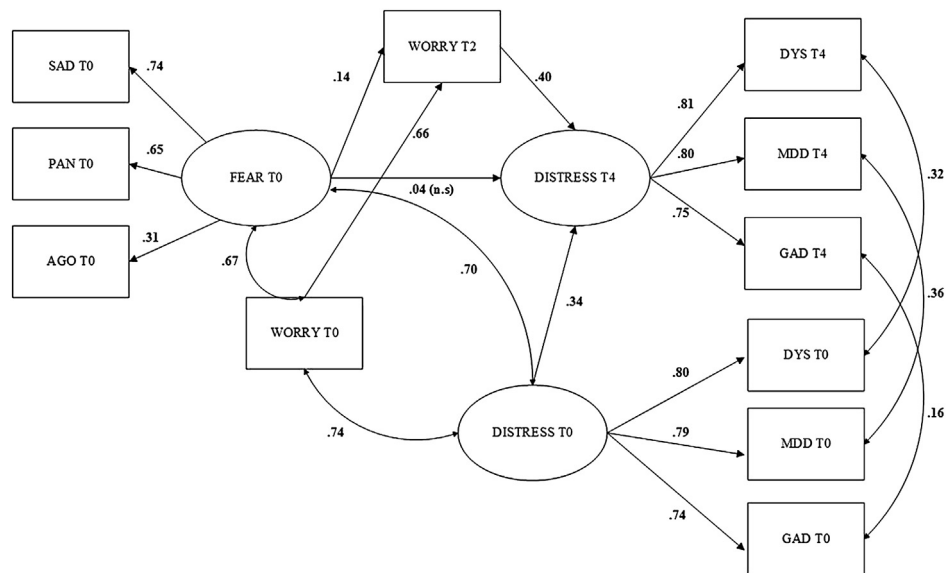 WORRY T2
DYS T4
SAD T0
.74
.14
.40
.81
MDD T4
PAN T0
.65
.66
.80
.32
FEAR T0
DISTRESS T4
.04 (n.s)
.75
AGO T0
.31
GAD T4
.67
.70
.34
.36
WORRY T0
DYS T0
.80
.16
.74
DISTRESS T0
.79
MDD T0
.74
GAD T0